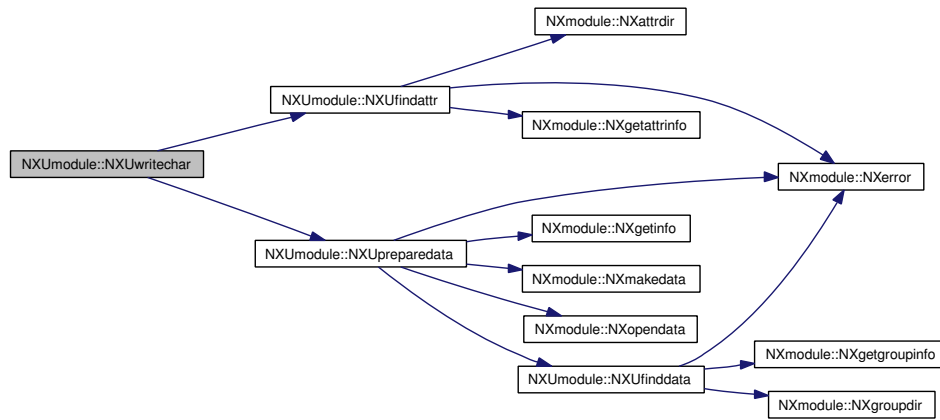 NXmodule::NXattrdir
NXUmodule::NXUfindattr
NXmodule::NXgetattrinfo
NXUmodule::NXUwritechar
NXmodule::NXerror
NXmodule::NXgetinfo
NXUmodule::NXUpreparedata
NXmodule::NXmakedata
NXmodule::NXopendata
NXmodule::NXgetgroupinfo
NXUmodule::NXUfinddata
NXmodule::NXgroupdir